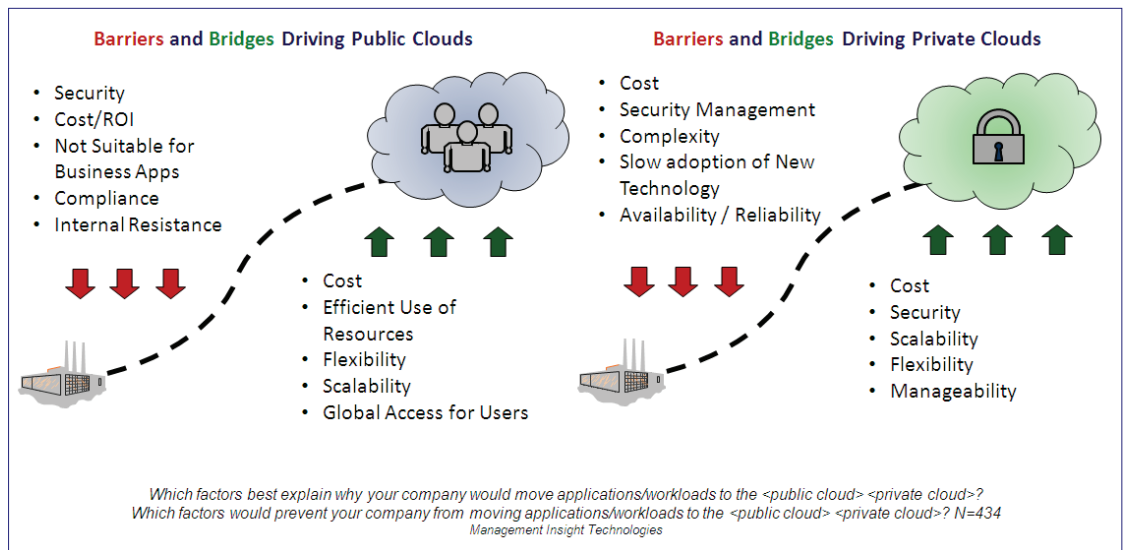 Barriers and Bridges Driving Public Clouds
• Security
• Cost/ROI
• Not Suitable for
Business Apps
• Compliance
• Internal Resistance
• Cost
• Efficient Use of
Resources
• Flexibility
• Scalability
• Global Access for Users
Barriers and Bridges Driving Private Clouds
• Cost
• Security Management
• Complexity
• Slow adoption of New
Technology
• Availability / Reliability
• Cost
• Security
• Scalability
• Flexibility
• Manageability
Which factors best explain why your company would move applications/workloads to the <public cloud> <private cloud>?
Which factors would prevent your company from moving applications/workloads to the <public cloud> <private cloud>? N=434
Management Insight Technologies